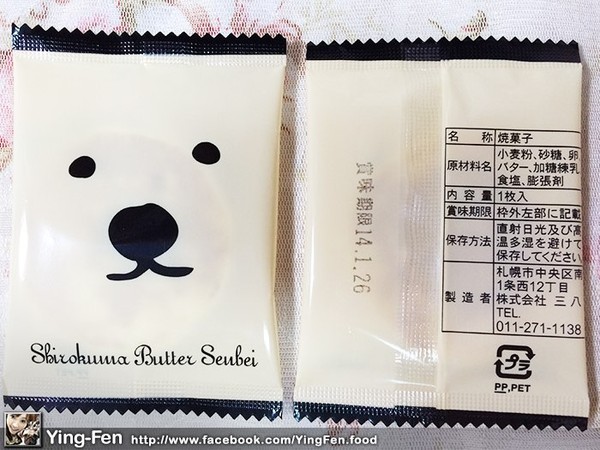 Shirokuma Butter Senbei
賞味期限14.1.26
名 称 焼菓子
原材料名 小麦粉、砂糖、卵
バター、加糖練乳
食塩、膨張剤
内容量 1枚入
賞味期限 枠外左部に記載
保存方法 直射日光及び高
温多湿を避けて
保存してください
製造者 札幌市中央区南
1条西12丁目
株式会社 三八
TEL.
011-271-1138
プラ
PP,PET
Ying-Fen http://www.facebook.com/YingFen.food